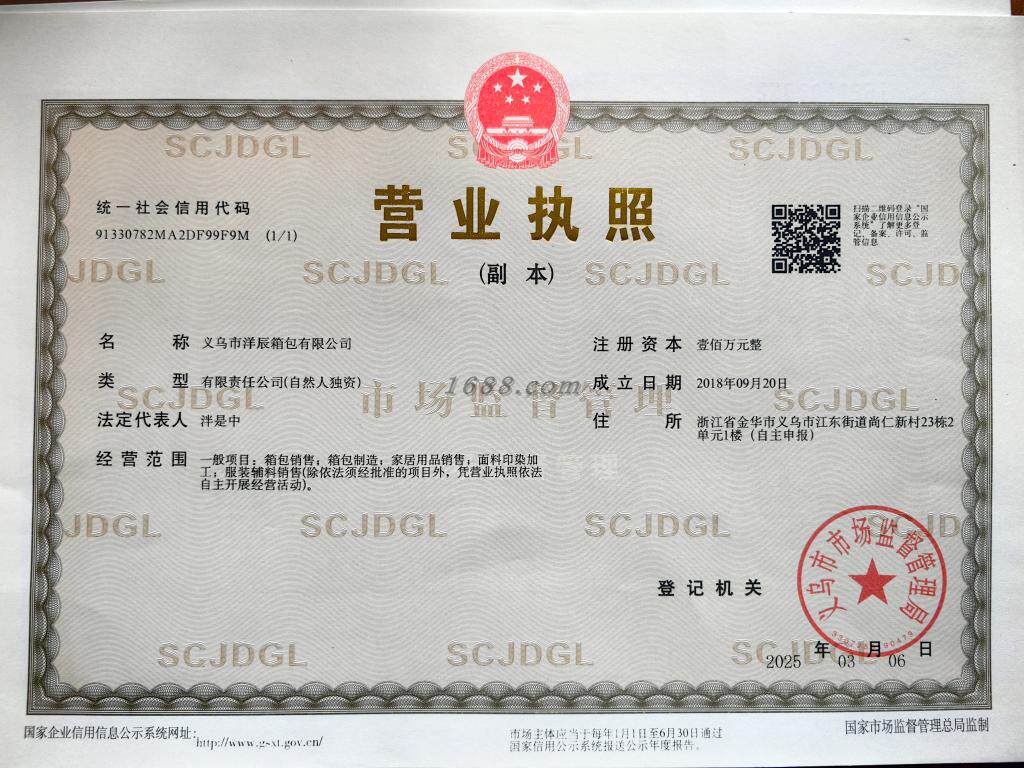 SCJDGL SCJDGL SCJDGL
统一社会信用代码
91330782MA2DF99F9M (1/1)
营业执照
(副 本)
扫描二维码登录“国
家企业信用信息公示
系统”了解更多登
记、备案、许可、监
管信息
JDGL SCJDGL SCJDGL SCJDGL
名 称 义乌市洋辰箱包有限公司
类 型 有限责任公司(自然人独资)
法定代表人 泮是中
经营范围 一般项目：箱包销售；箱包制造；家居用品销售；面料印染加
工；服装辅料销售(除依法须经批准的项目外，凭营业执照依法
自主开展经营活动)。
注册资本 壹佰万元整
成立日期 2018年09月20日
住 所 浙江省金华市义乌市江东街道尚仁新村23栋2
单元1楼（自主申报）
1688.com
SCJDGL 市场监督管理 SCJDGL
管理
JDGL SCJDGL SCJDGL SCJDGL
登记机关
义乌市市场监督管理局
2025 年 03 月 06 日
SCJDGL SCJDGL SCJDGL
国家企业信用信息公示系统网址：
http://www.gsxt.gov.cn/
市场主体应当于每年1月1日至6月30日通过
国家信用公示系统报送公示年度报告。
国家市场监督管理总局监制